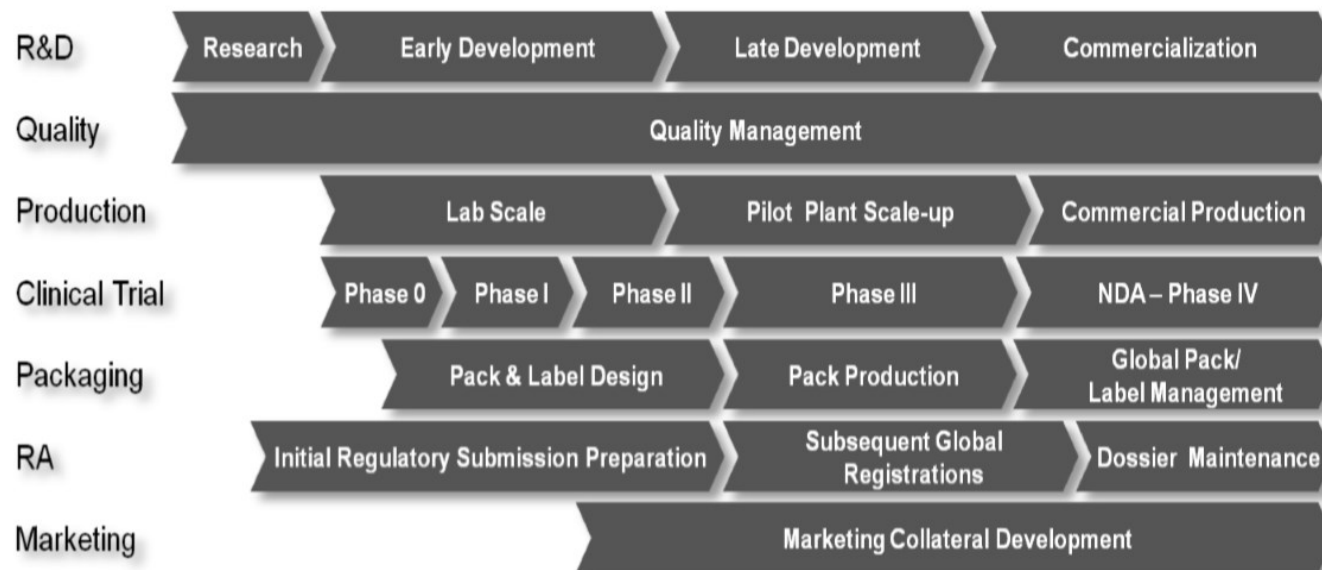 R&D
Research
Early Development
Late Development
Commercialization
Quality
Quality Management
Production
Lab Scale
Pilot Plant Scale-up
Commercial Production
Clinical Trial
Phase 0
Phase I
Phase II
Phase III
NDA – Phase IV
Packaging
Pack & Label Design
Pack Production
Global Pack/
Label Management
RA
Initial Regulatory Submission Preparation
Subsequent Global
Registrations
Dossier Maintenance
Marketing
Marketing Collateral Development